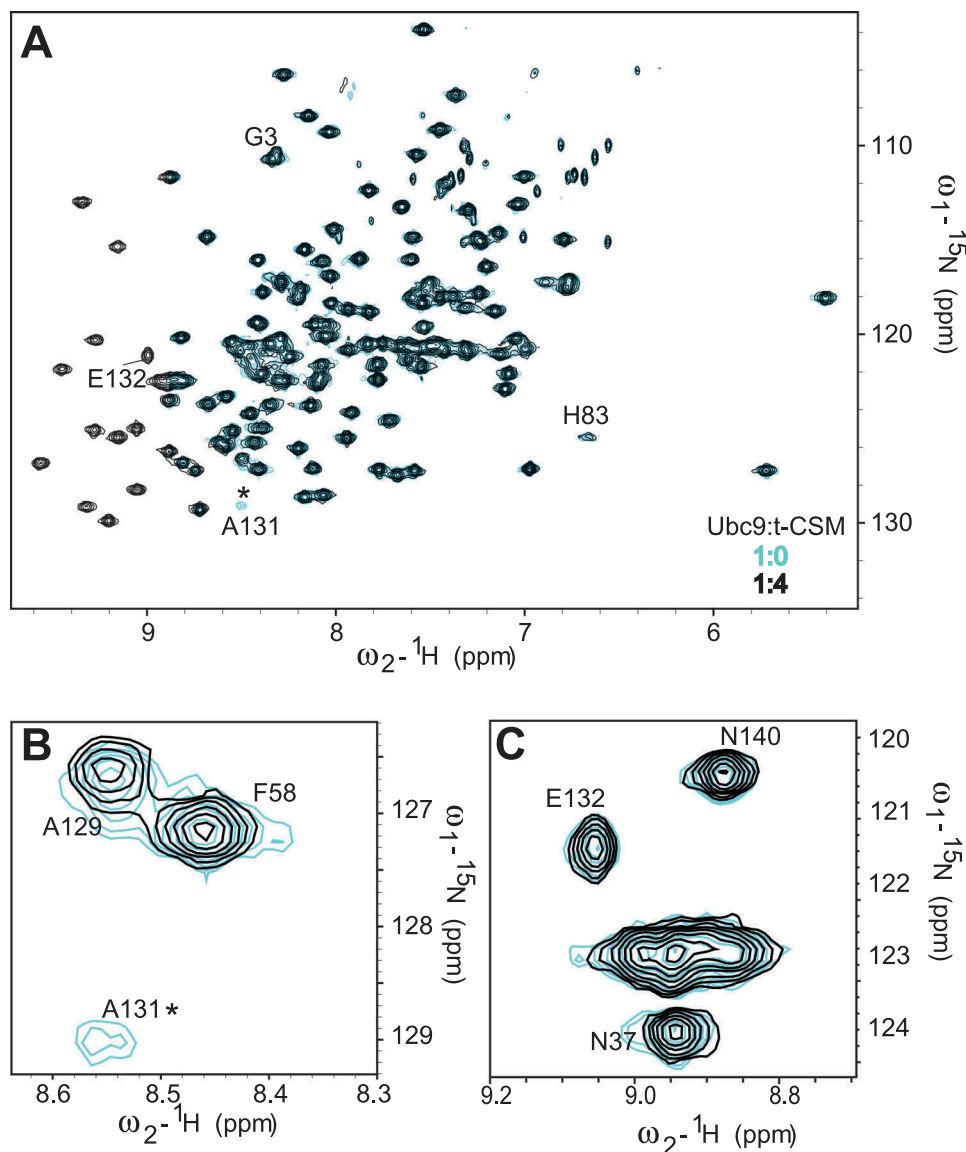 A
G3
E132
H83
*
A131
Ubc9:t-CSM
1:0
1:4
110
120
130
ω1-15N (ppm)
9
8
7
6
ω2-1H (ppm)
B
A129
F58
A131*
127
128
129
ω1-15N (ppm)
8.6
8.5
8.4
8.3
ω2-1H (ppm)
C
N140
E132
N37
120
121
122
123
124
ω1-15N (ppm)
9.2
9.0
8.8
ω2-1H (ppm)